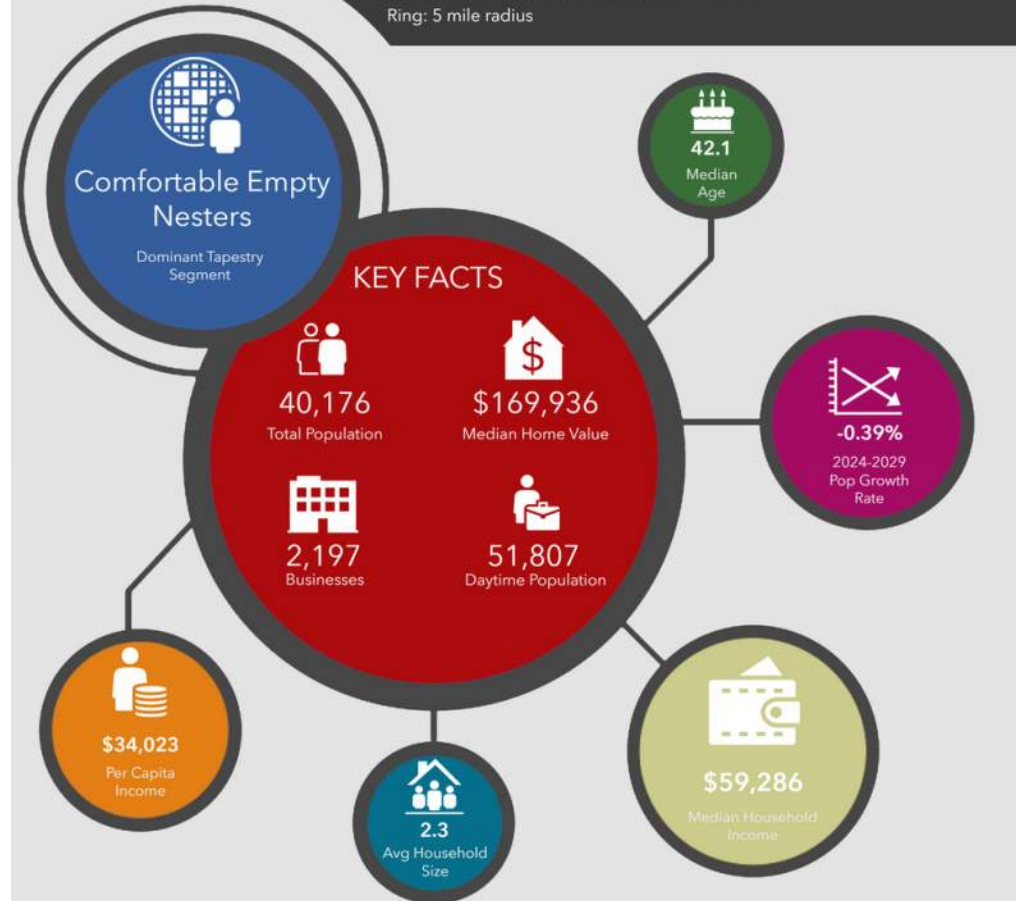 Ring: 5 mile radius
Comfortable Empty
Nesters
Dominant Tapestry
Segment
42.1
Median
Age
KEY FACTS
40,176
Total Population
$169,936
Median Home Value
2,197
Businesses
51,807
Daytime Population
-0.39%
2024-2029
Pop Growth
Rate
$34,023
Per Capita
Income
2.3
Avg Household
Size
$59,286
Median Household
Income